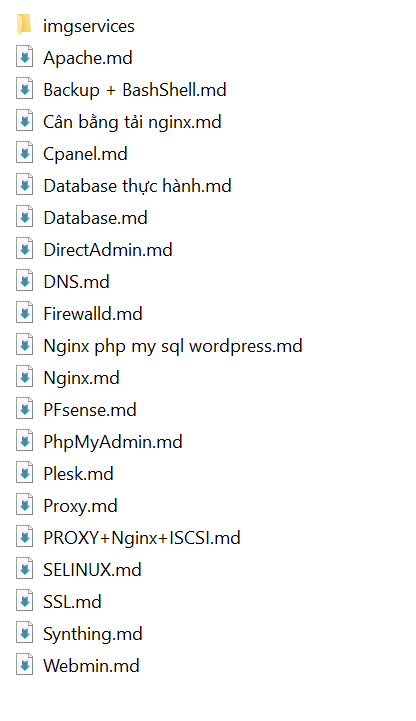 imgservices
Apache.md
Backup + BashShell.md
Cân bằng tải nginx.md
Cpanel.md
Database thực hành.md
Database.md
DirectAdmin.md
DNS.md
Firewalld.md
Nginx php my sql wordpress.md
Nginx.md
PFsense.md
PhpMyAdmin.md
Plesk.md
Proxy.md
PROXY+Nginx+ISCSI.md
SELINUX.md
SSL.md
Synthing.md
Webmin.md